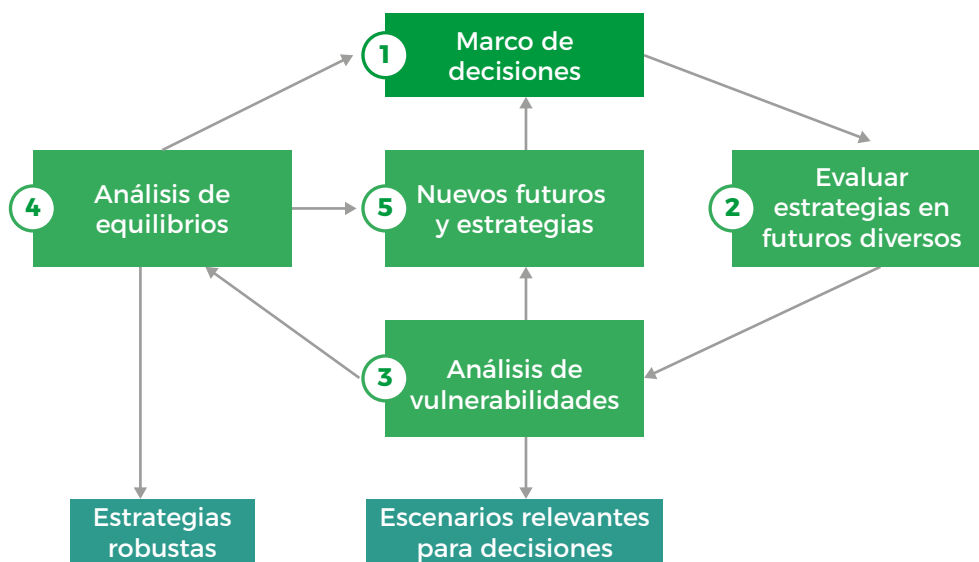 1
Marco de
decisiones
4
Análisis de
equilibrios
5
Nuevos futuros
y estrategias
2
Evaluar
estrategias en
futuros diversos
3
Análisis de
vulnerabilidades
Estrategias
robustas
Escenarios relevantes
para decisiones